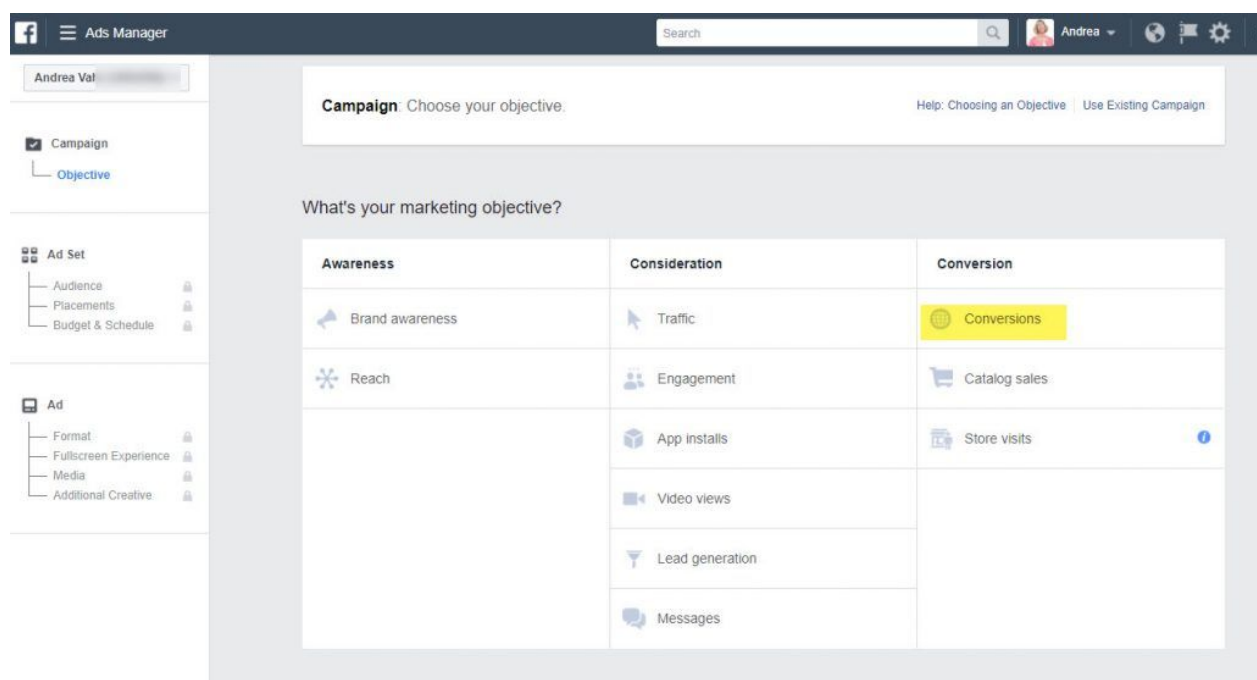 Ads Manager
Search
Andrea
Andrea Val
Campaign: Choose your objective.
Help: Choosing an Objective
Use Existing Campaign
Campaign
Objective
Ad Set
Audience
Placements
Budget & Schedule
Ad
Format
Fullscreen Experience
Media
Additional Creative
What's your marketing objective?
Awareness
Consideration
Conversion
Brand awareness
Traffic
Conversions
Reach
Engagement
Catalog sales
App installs
Store visits
Video views
Lead generation
Messages